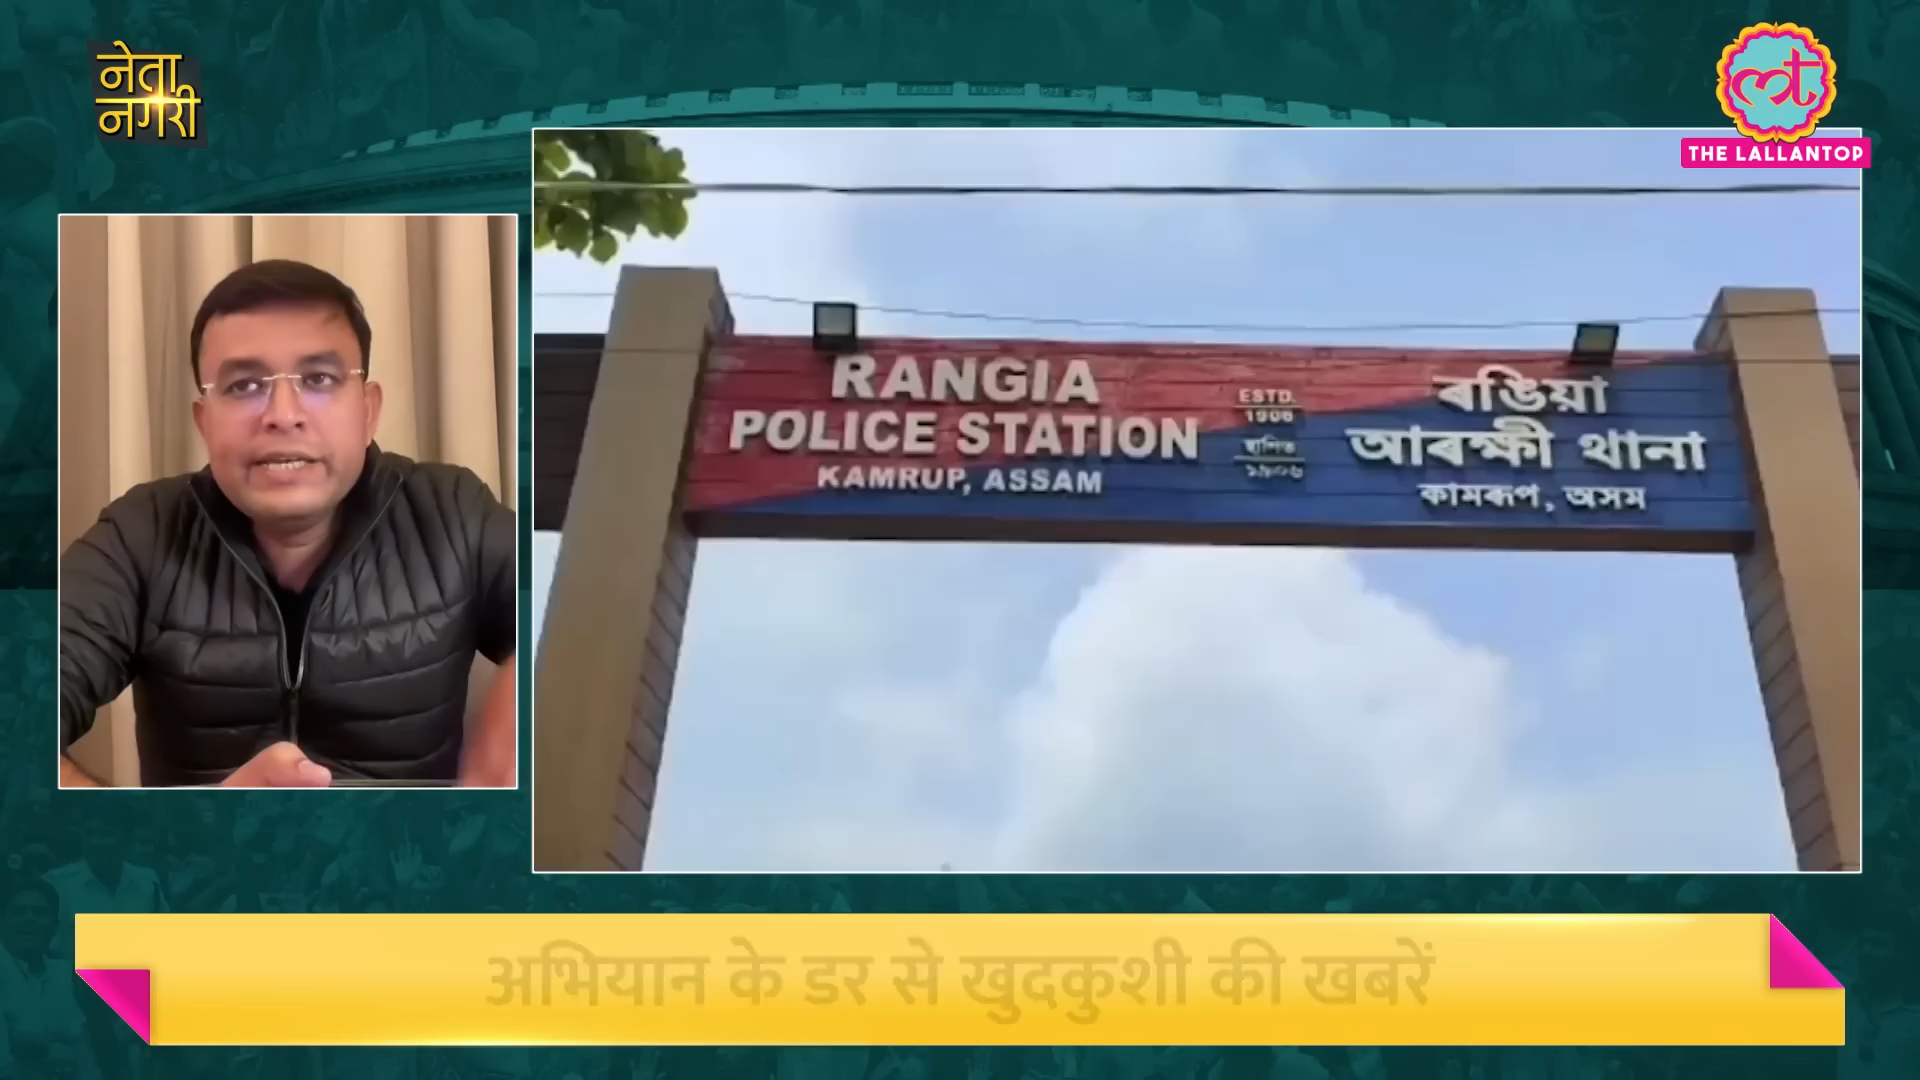 नेता
नगरी
THE LALLANTOP
RANGIA
POLICE STATION
KAMRUP, ASSAM
ESTD.
1906
স্থাপিত
১৯০৬
ৰঙিয়া
আৰক্ষী থানা
কামৰূপ, অসম
अभियान के डर से खुदकुशी की खबरें